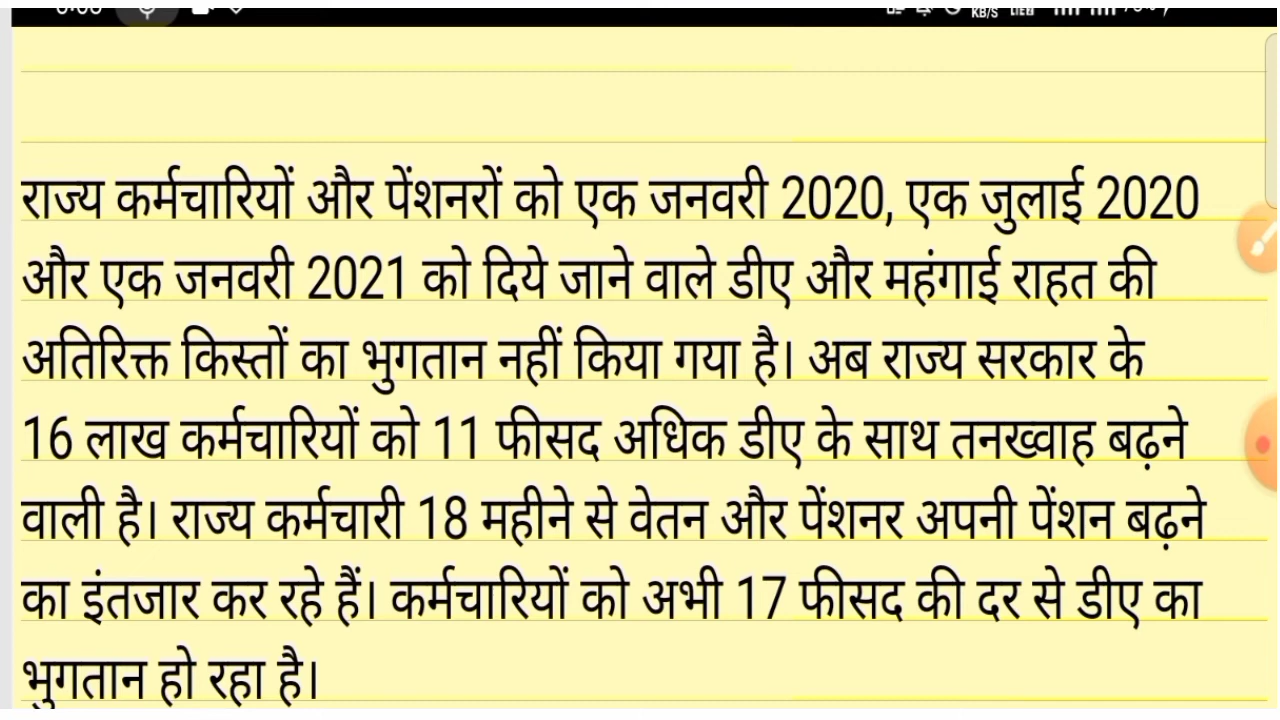 KB/S
राज्य कर्मचारियों और पेंशनरों को एक जनवरी 2020, एक जुलाई 2020
और एक जनवरी 2021 को दिये जाने वाले डीए और महंगाई राहत की
अतिरिक्त किस्तों का भुगतान नहीं किया गया है। अब राज्य सरकार के
16 लाख कर्मचारियों को 11 फीसद अधिक डीए के साथ तनख्वाह बढ़ने
वाली है। राज्य कर्मचारी 18 महीने से वेतन और पेंशनर अपनी पेंशन बढ़ने
का इंतजार कर रहे हैं। कर्मचारियों को अभी 17 फीसद की दर से डीए का
भुगतान हो रहा है।